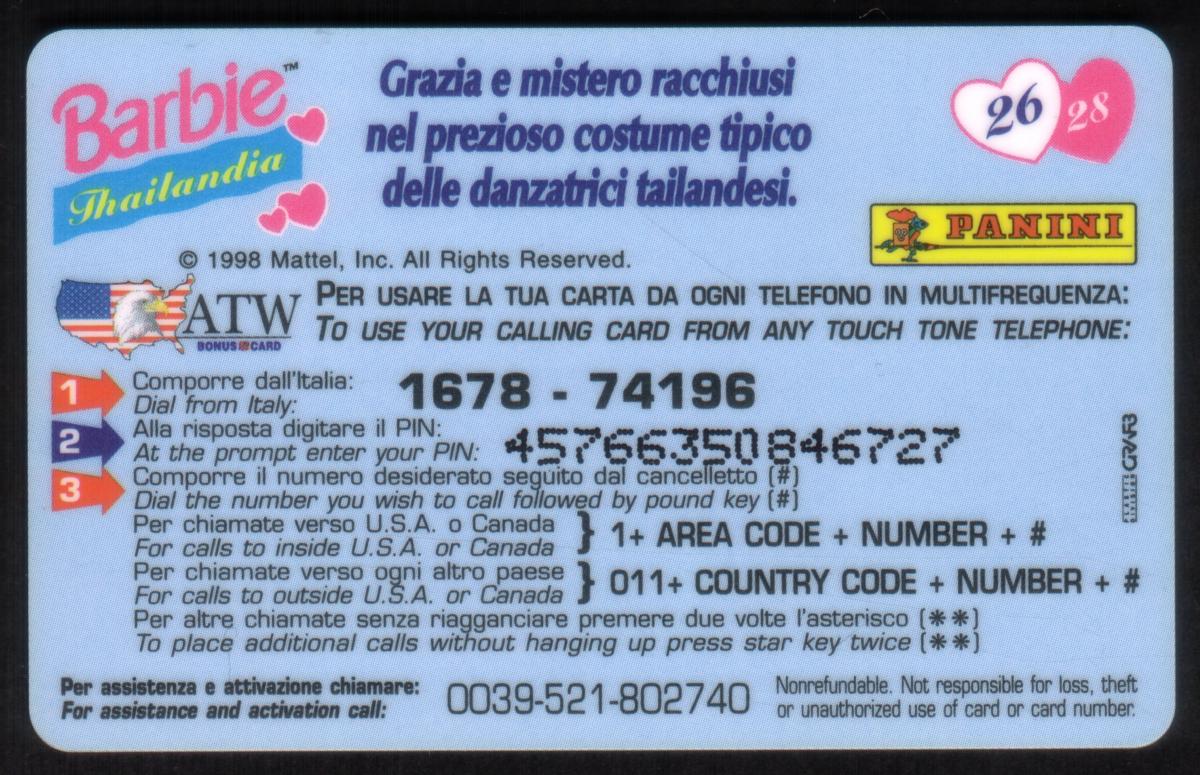 Barbie™
Thailandia
Grazia e mistero racchiusi
nel prezioso costume tipico
delle danzatrici tailandesi.
26 28
PANINI
© 1998 Mattel, Inc. All Rights Reserved.
ATW
BONUS CARD
PER USARE LA TUA CARTA DA OGNI TELEFONO IN MULTIFREQUENZA:
TO USE YOUR CALLING CARD FROM ANY TOUCH TONE TELEPHONE:
1 Comporre dall'Italia: 1678 - 74196
Dial from Italy:
2 Alla risposta digitare il PIN: 45766350846727
At the prompt enter your PIN:
3 Comporre il numero desiderato seguito dal cancelletto (#)
Dial the number you wish to call followed by pound key (#)
Per chiamate verso U.S.A. o Canada } 1+ AREA CODE + NUMBER + #
For calls to inside U.S.A. or Canada
Per chiamate verso ogni altro paese } 011+ COUNTRY CODE + NUMBER + #
For calls to outside U.S.A. or Canada
Per altre chiamate senza riagganciare premere due volte l'asterisco (**)
To place additional calls without hanging up press star key twice (**)
Per assistenza e attivazione chiamare: 0039-521-802740
For assistance and activation call:
Nonrefundable. Not responsible for loss, theft
or unauthorized use of card or card number.